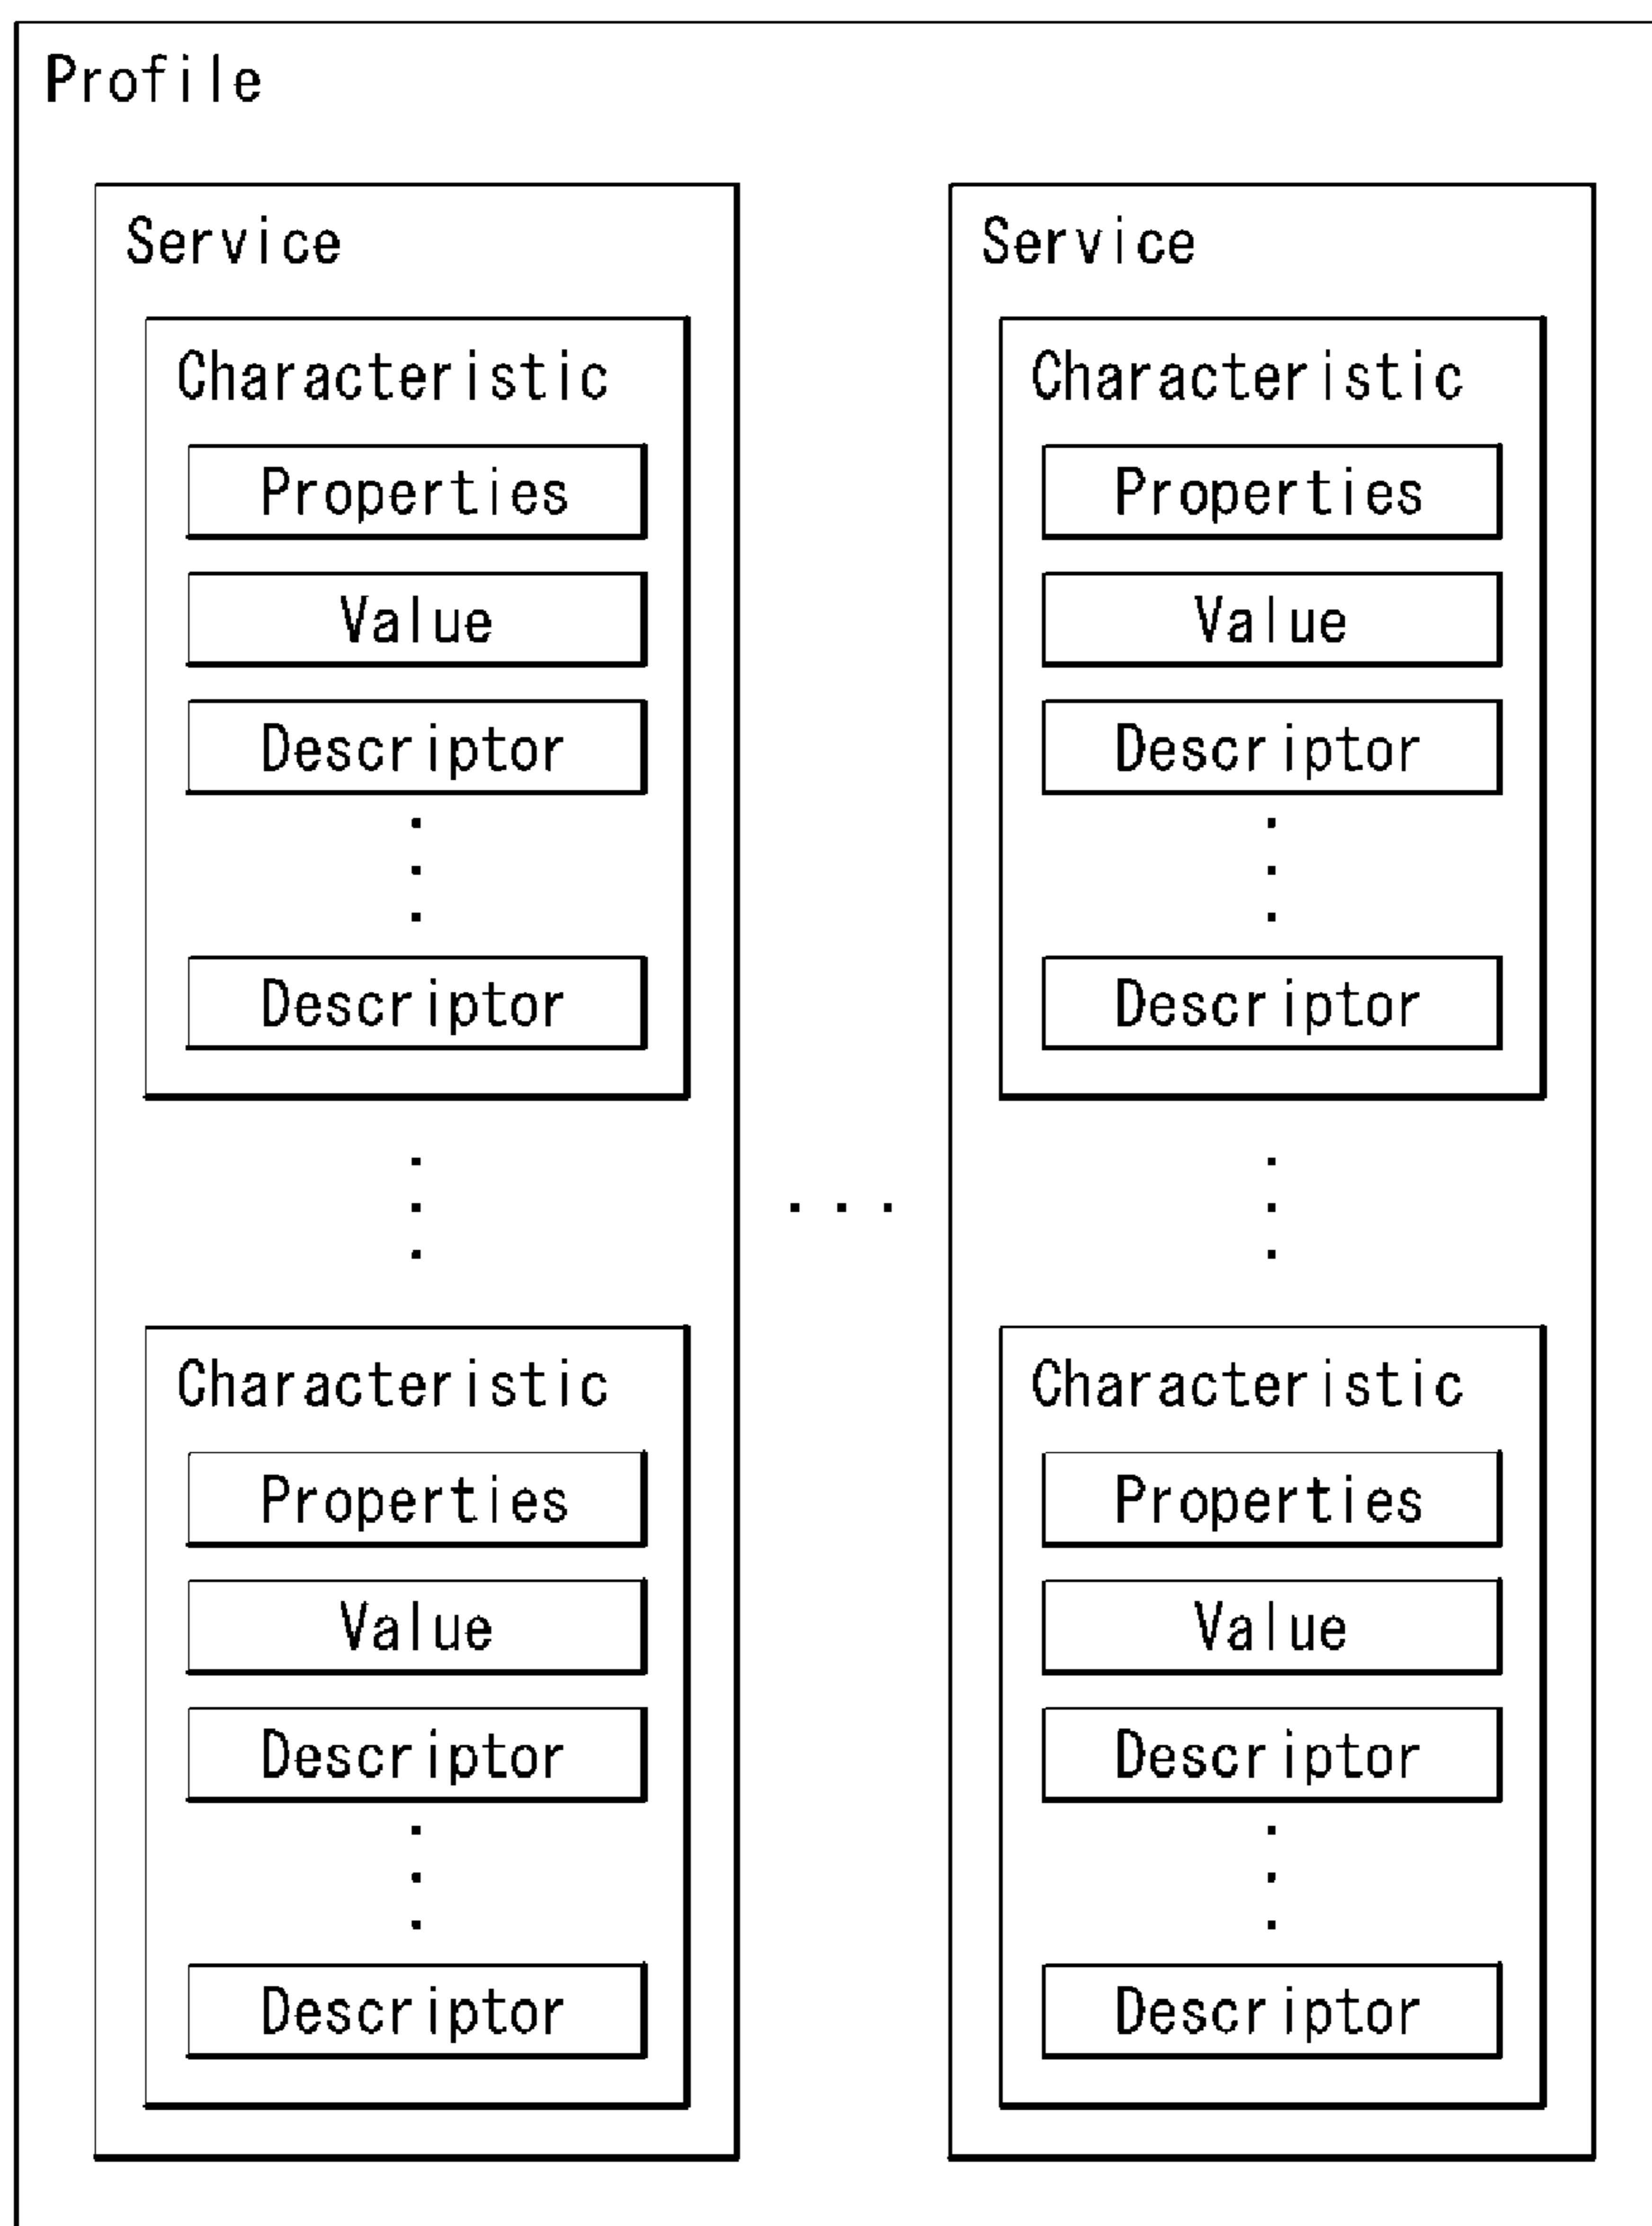 Profile
Service
Characteristic
Properties
Value
Descriptor
.
.
.
Descriptor
.
.
.
Characteristic
Properties
Value
Descriptor
.
.
.
Descriptor
. . .
Service
Characteristic
Properties
Value
Descriptor
.
.
.
Descriptor
.
.
.
Characteristic
Properties
Value
Descriptor
.
.
.
Descriptor